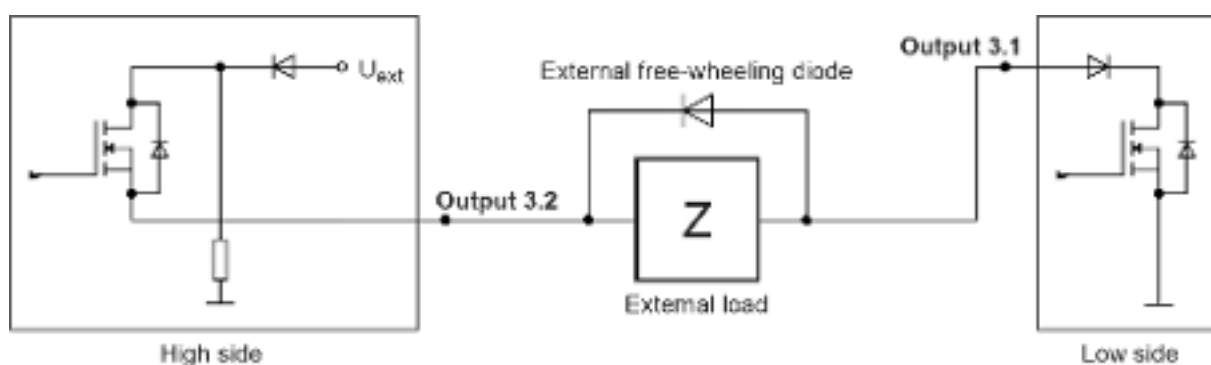 Output 3.1
External free-wheeling diode
Uext
Output 3.2
Z
External load
High side
Low side